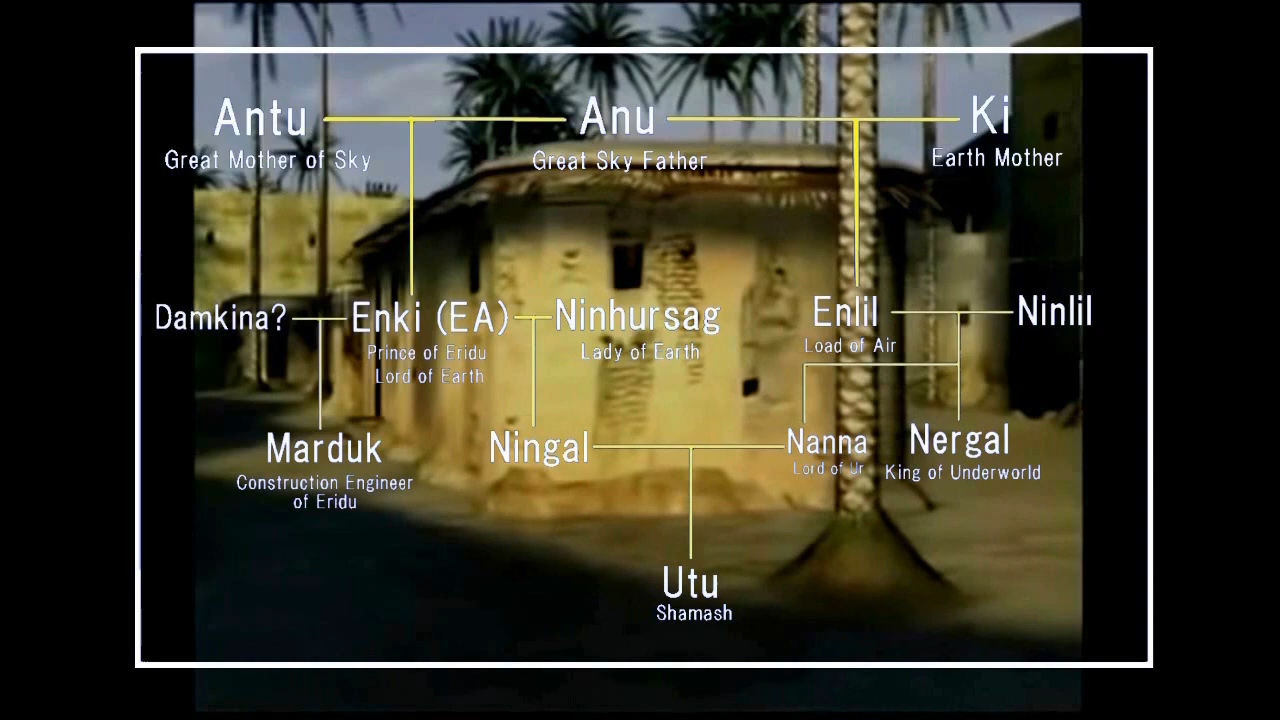 Antu Anu Ki
Great Mother of Sky Great Sky Father Earth Mother
Damkina? Enki (EA) Ninhursag Enlil Ninlil
Prince of Eridu Lady of Earth Load of Air
Lord of Earth
Marduk Ningal Nanna Nergal
Construction Engineer Lord of Ur King of Underworld
of Eridu
Utu
Shamash